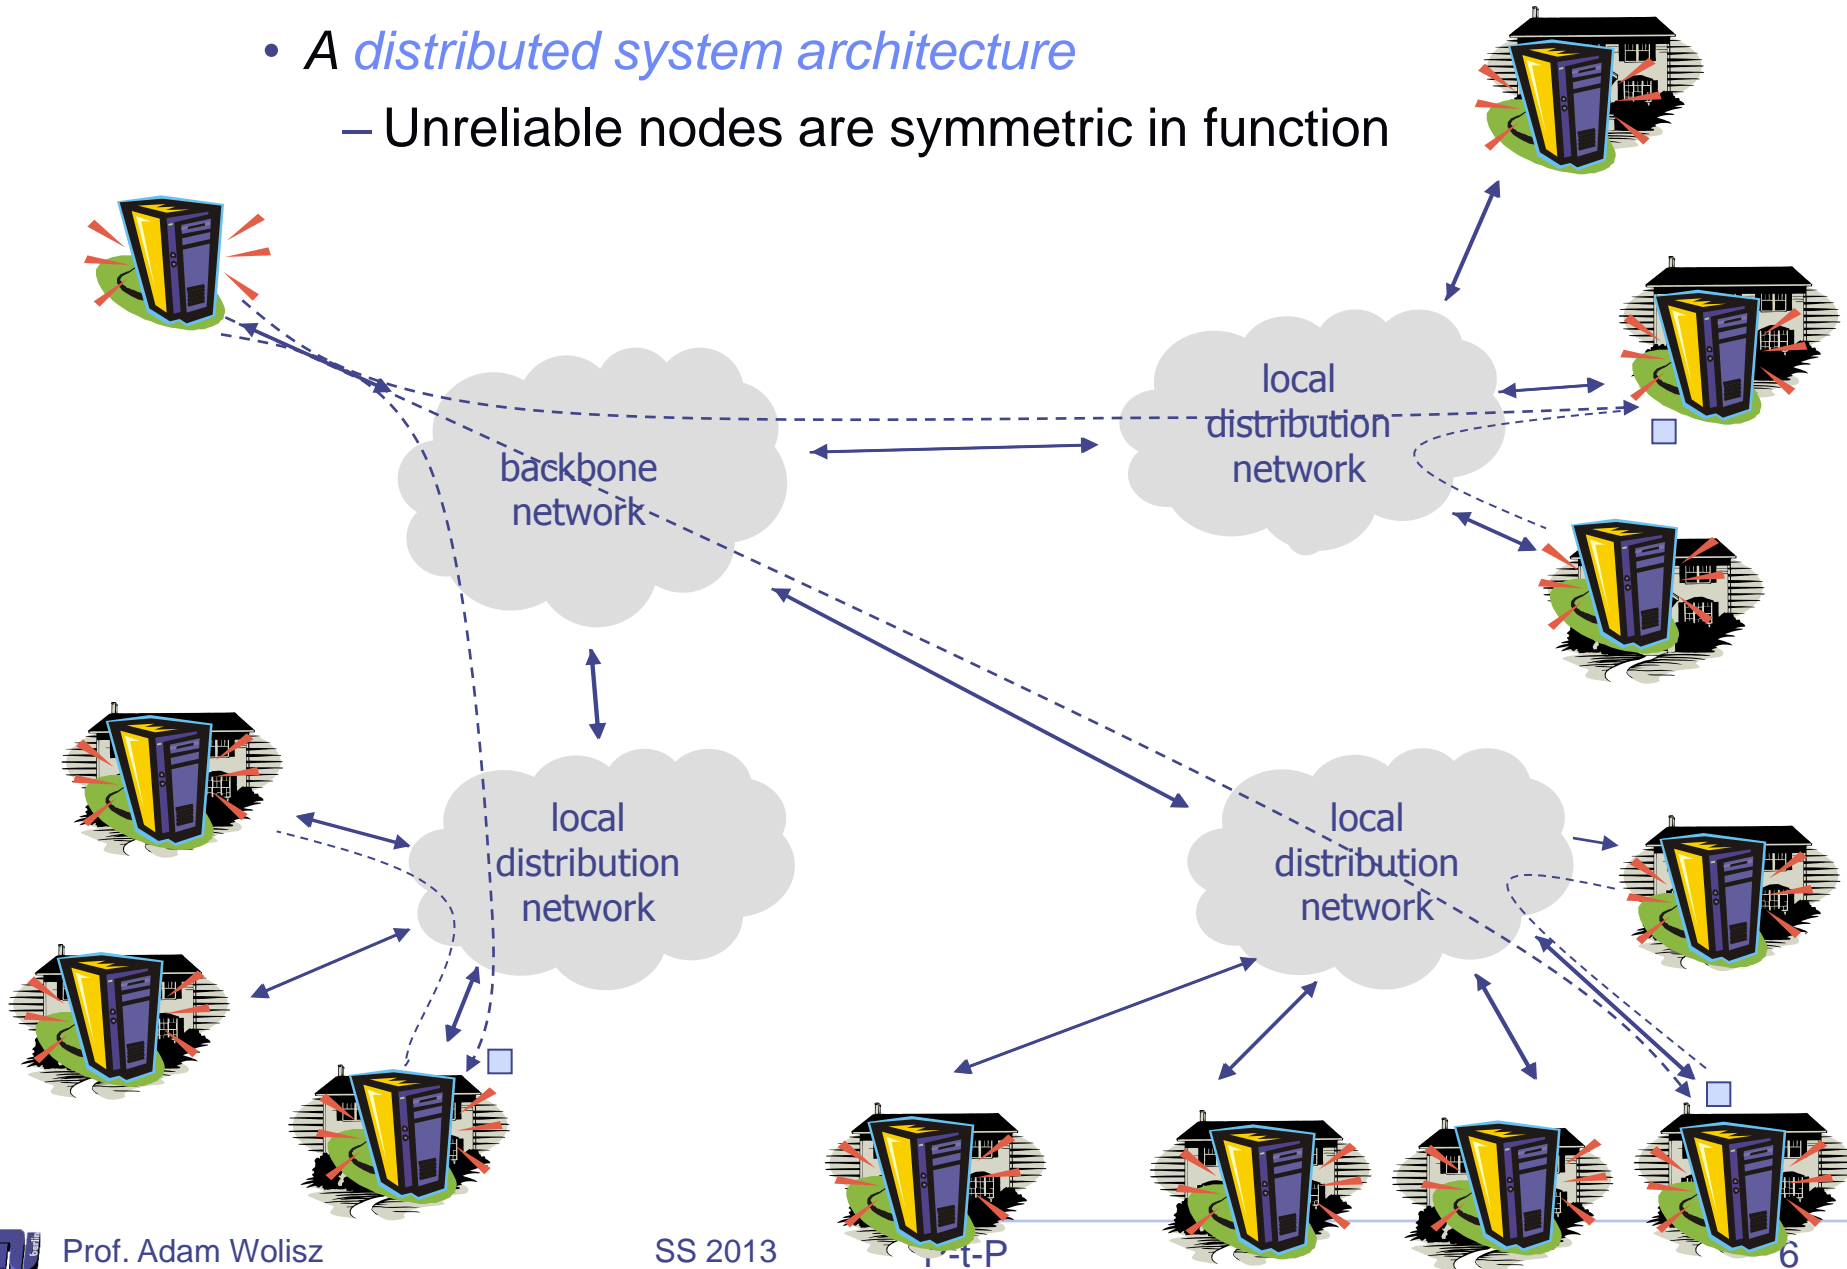 • A distributed system architecture
– Unreliable nodes are symmetric in function
local
distribution
network
backbone
network
local
distribution
network
local
distribution
network
berlin
Prof. Adam Wolisz
SS 2013
P-t-P
6